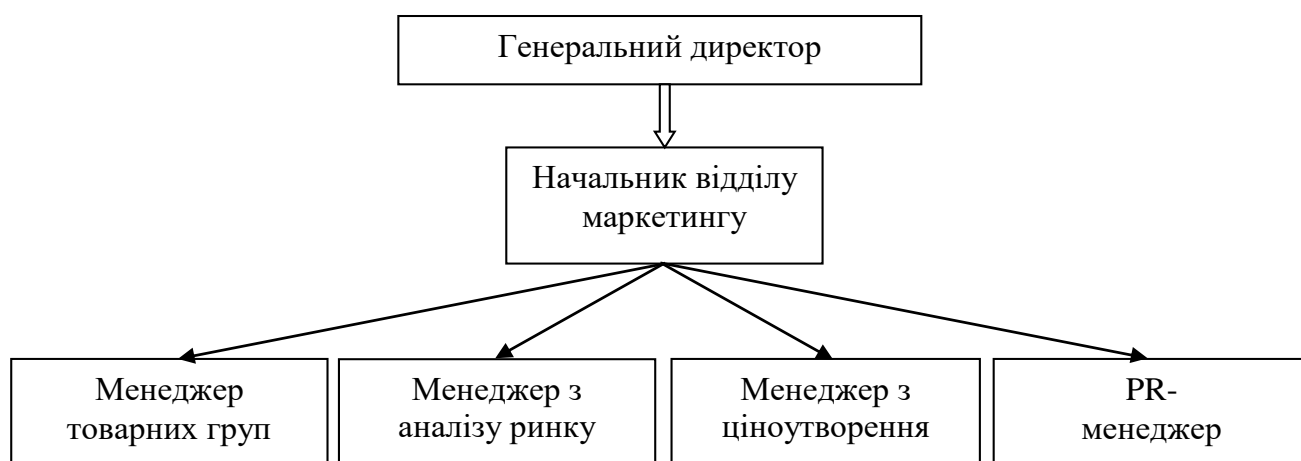 Генеральний директор
Начальник відділу
маркетингу
Менеджер
товарних груп
Менеджер з
аналізу ринку
Менеджер з
ціноутворення
PR-
менеджер